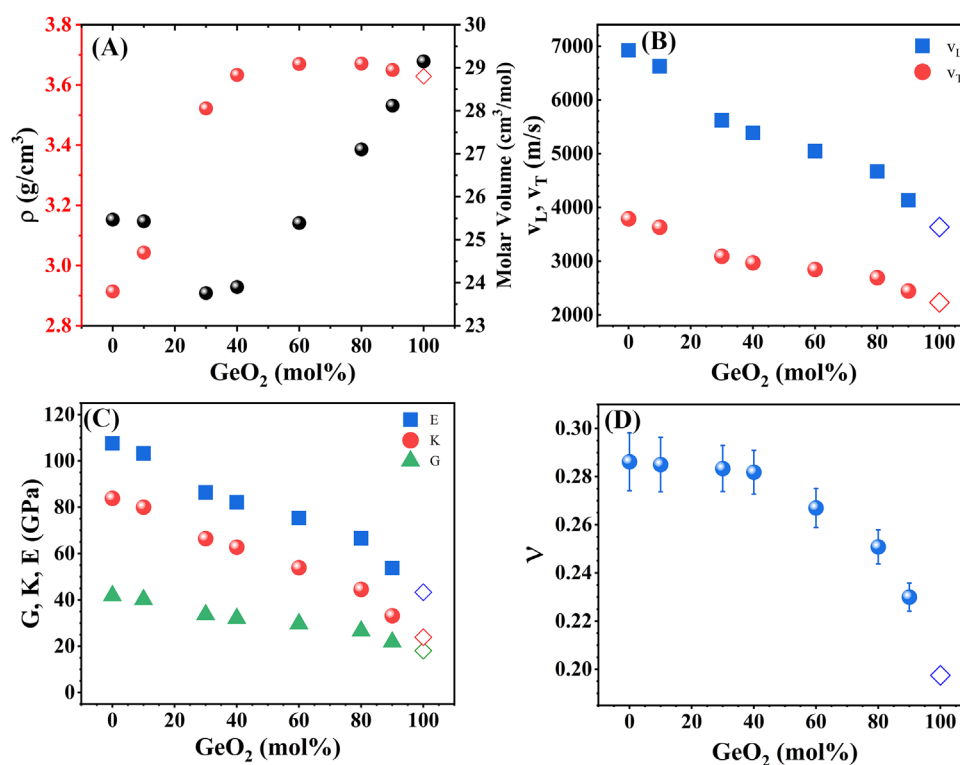 (A)
3.8
3.6
3.4
3.2
3.0
2.8
ρ (g/cm³)
30
29
28
27
26
25
24
23
Molar Volume (cm³/mol)
0 20 40 60 80 100
GeO₂ (mol%)
(B)
7000
6000
5000
4000
3000
2000
v_L, v_T (m/s)
v_L
v_T
0 20 40 60 80 100
GeO₂ (mol%)
(C)
120
100
80
60
40
20
0
G, K, E (GPa)
E
K
G
0 20 40 60 80 100
GeO₂ (mol%)
(D)
0.30
0.28
0.26
0.24
0.22
0.20
ν
0 20 40 60 80 100
GeO₂ (mol%)